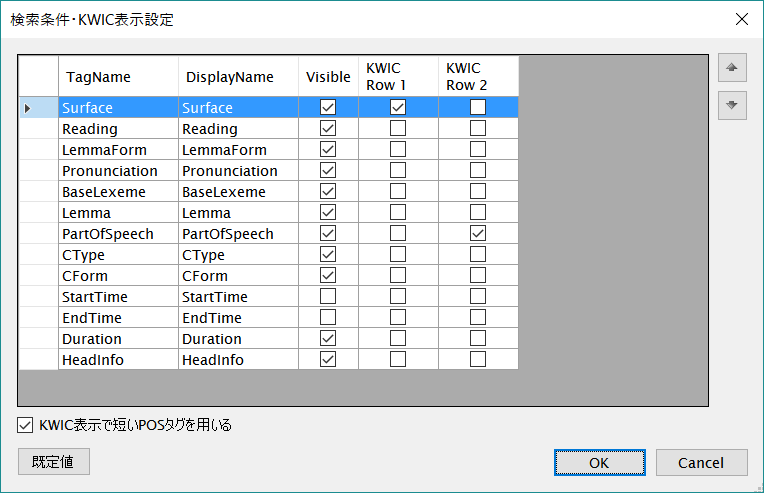 検索条件・KWIC表示設定
TagName DisplayName Visible KWIC Row 1 KWIC Row 2
Surface Surface
Reading Reading
LemmaForm LemmaForm
Pronunciation Pronunciation
BaseLexeme BaseLexeme
Lemma Lemma
PartOfSpeech PartOfSpeech
CType CType
CForm CForm
StartTime StartTime
EndTime EndTime
Duration Duration
HeadInfo HeadInfo
KWIC表示で短いPOSタグを用いる
既定値 OK Cancel